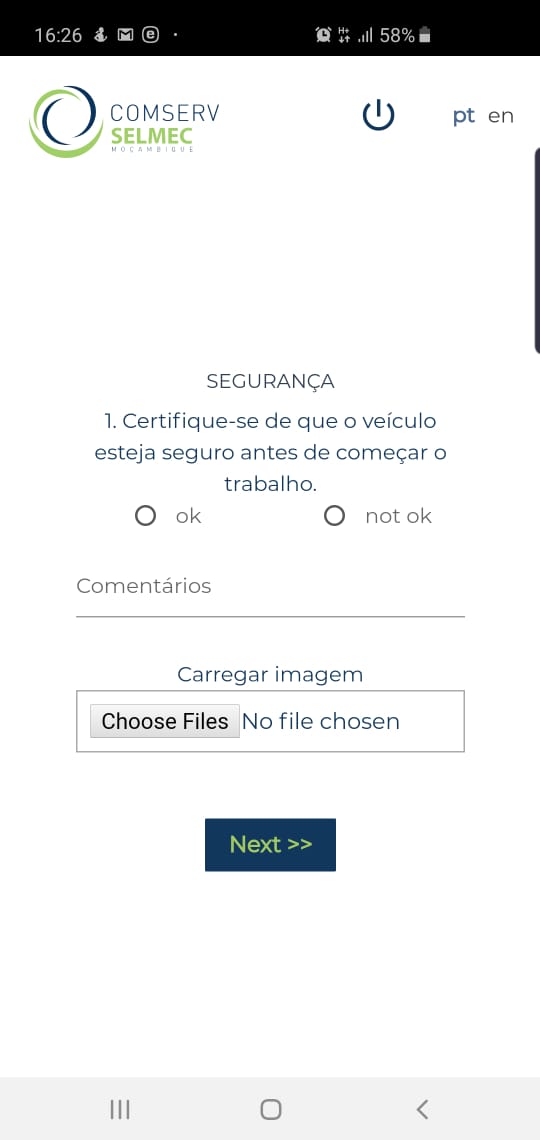 16:26 58%
COMSERV
SELMEC
MOÇAMBIQUE
pt en
SEGURANÇA
1. Certifique-se de que o veículo
esteja seguro antes de começar o
trabalho.
ok not ok
Comentários
Carregar imagem
Choose Files No file chosen
Next >>